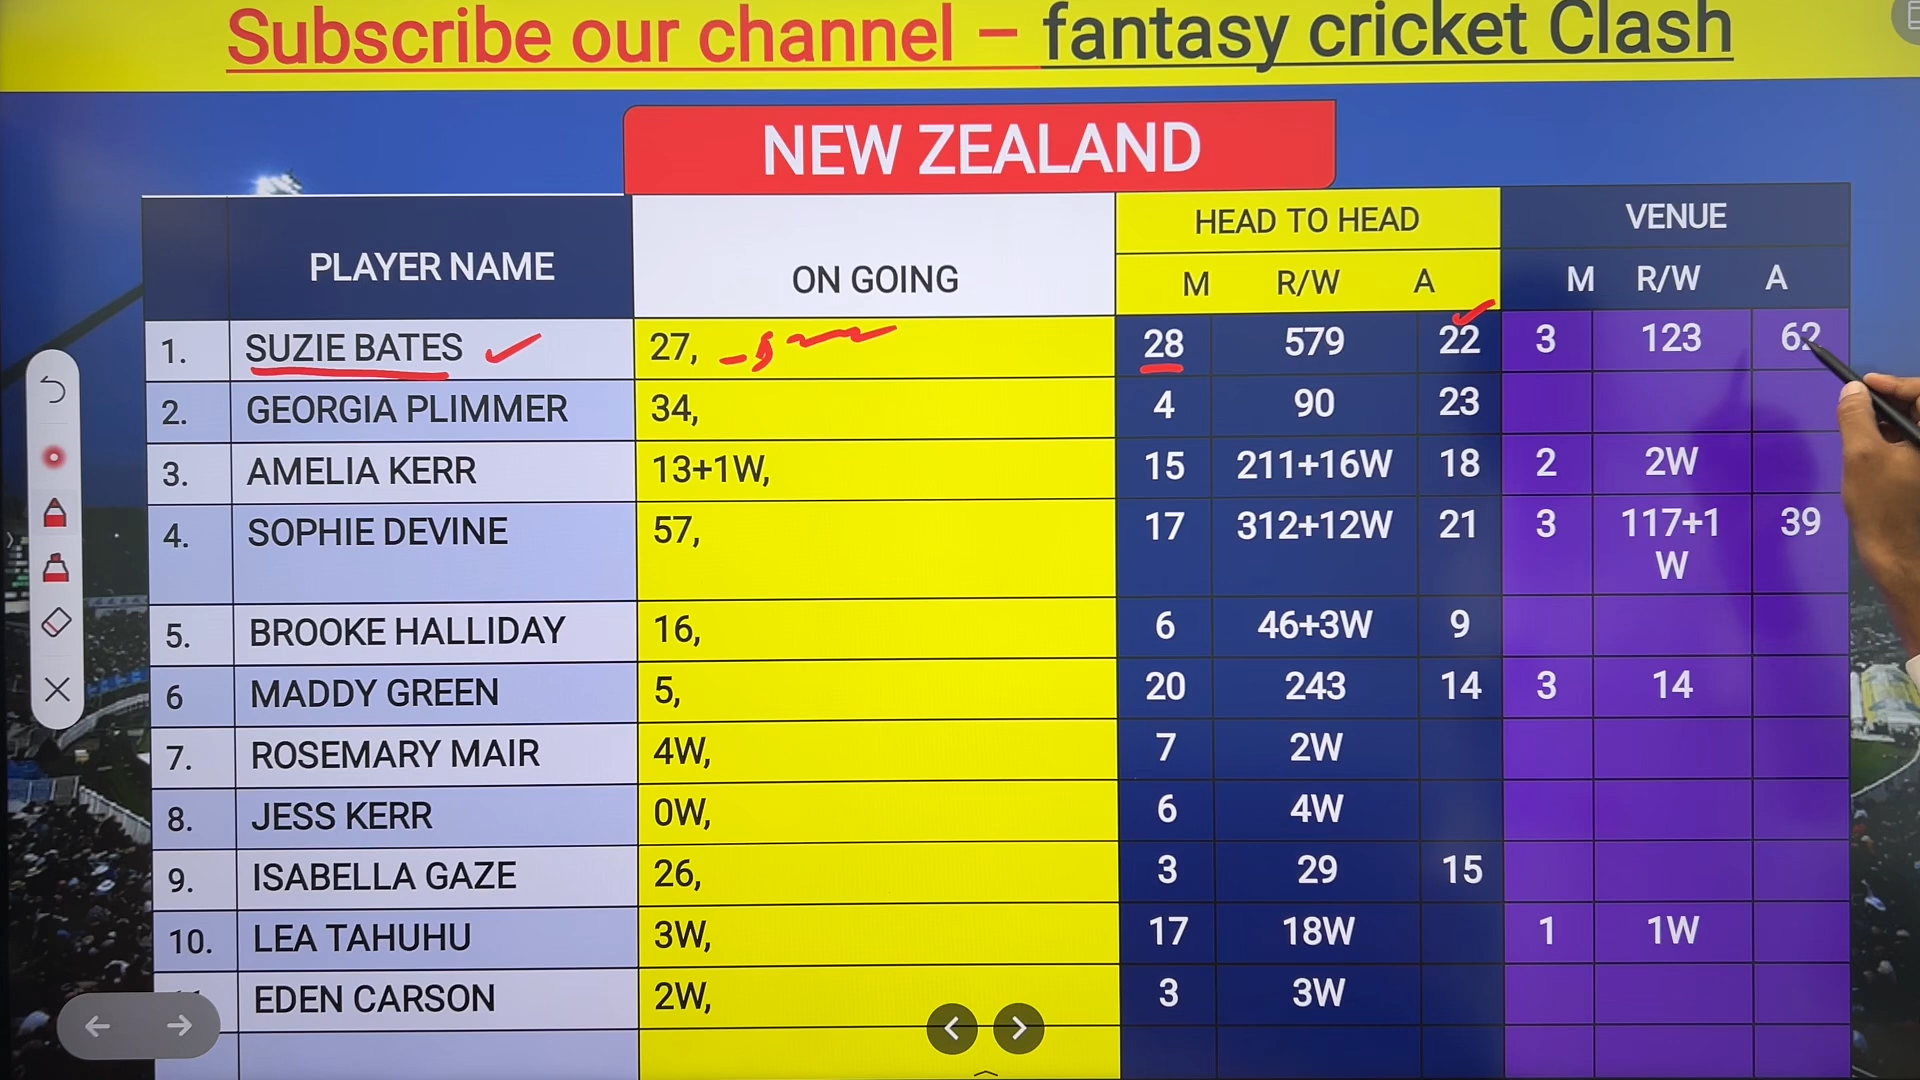 Subscribe our channel – fantasy cricket Clash
NEW ZEALAND
PLAYER NAME ON GOING HEAD TO HEAD VENUE
M R/W A M R/W A
1. SUZIE BATES 27, 28 579 22 3 123 62
2. GEORGIA PLIMMER 34, 4 90 23
3. AMELIA KERR 13+1W, 15 211+16W 18 2 2W
4. SOPHIE DEVINE 57, 17 312+12W 21 3 117+1 39
W
5. BROOKE HALLIDAY 16, 6 46+3W 9
6 MADDY GREEN 5, 20 243 14 3 14
7. ROSEMARY MAIR 4W, 7 2W
8. JESS KERR 0W, 6 4W
9. ISABELLA GAZE 26, 3 29 15
10. LEA TAHUHU 3W, 17 18W 1 1W
EDEN CARSON 2W, 3 3W